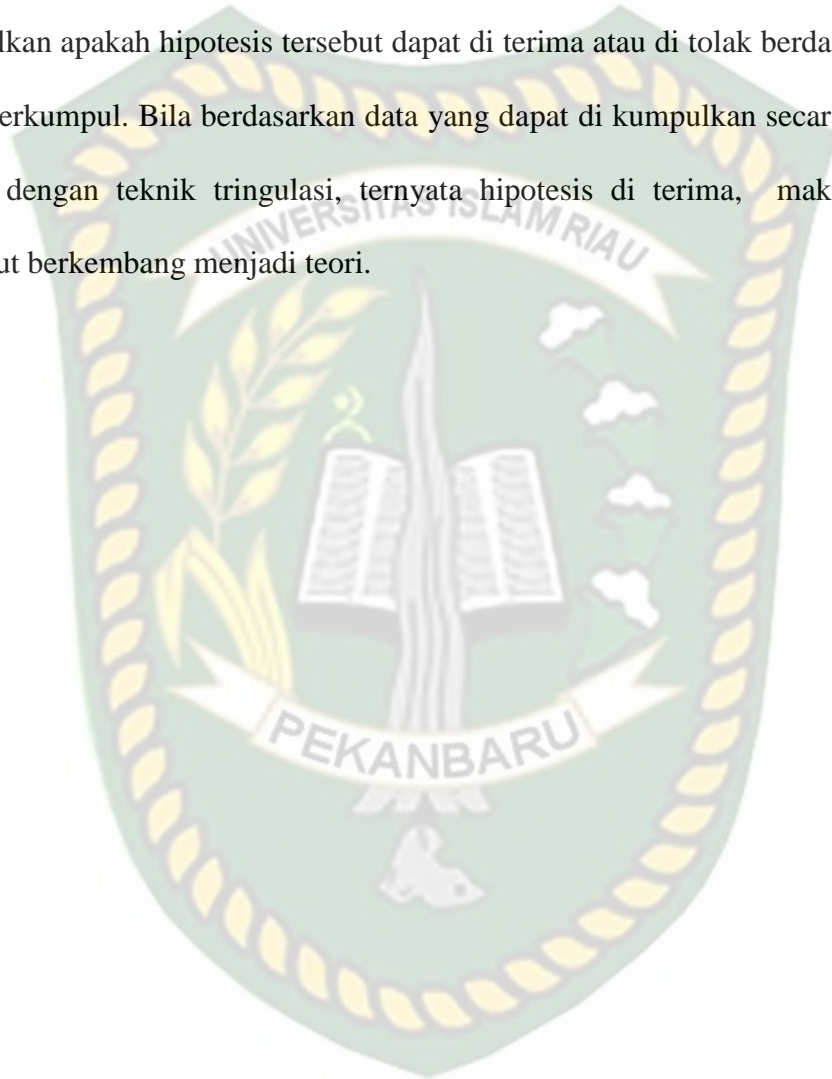 lkan apakah hipotesis tersebut dapat di terima atau di tolak berda
erkumpul. Bila berdasarkan data yang dapat di kumpulkan secar
dengan teknik tringulasi, ternyata hipotesis di terima, mak
ut berkembang menjadi teori.
UNIVERSITAS ISLAM RIAU
PEKANBARU